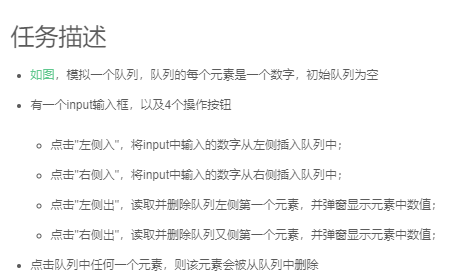 任务描述
如图，模拟一个队列，队列的每个元素是一个数字，初始队列为空
有一个input输入框，以及4个操作按钮
点击"左侧入"，将input中输入的数字从左侧插入队列中；
点击"右侧入"，将input中输入的数字从右侧插入队列中；
点击"左侧出"，读取并删除队列左侧第一个元素，并弹窗显示元素中数值；
点击"右侧出"，读取并删除队列又侧第一个元素，并弹窗显示元素中数值；
点击队列中任何一个元素，则该元素会被从队列中删除